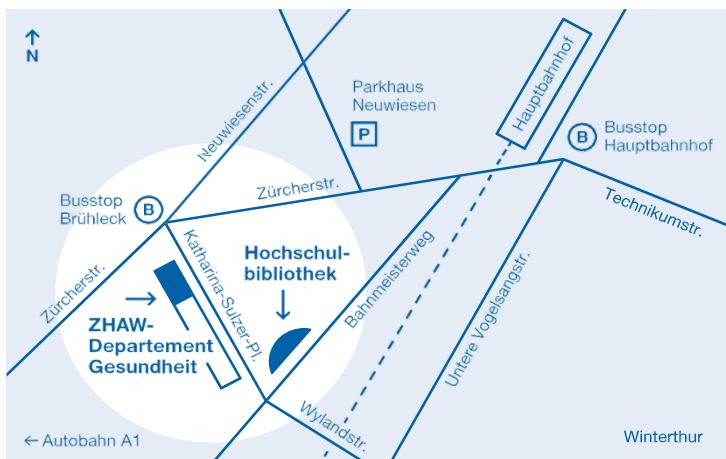 N
Neuwiesenstr.
Parkhaus
Neuwiesen
P
Hauptbahnhof
B
Busstop
Hauptbahnhof
Busstop
Brühleck
B
Zürcherstr.
Technikumstr.
Zürcherstr.
Katharina-Sulzer-Pl.
Hochschul-
bibliothek
Bahnmeisterweg
Untere Vogelsangstr.
ZHAW-
Departement
Gesundheit
Wylandstr.
← Autobahn A1
Winterthur